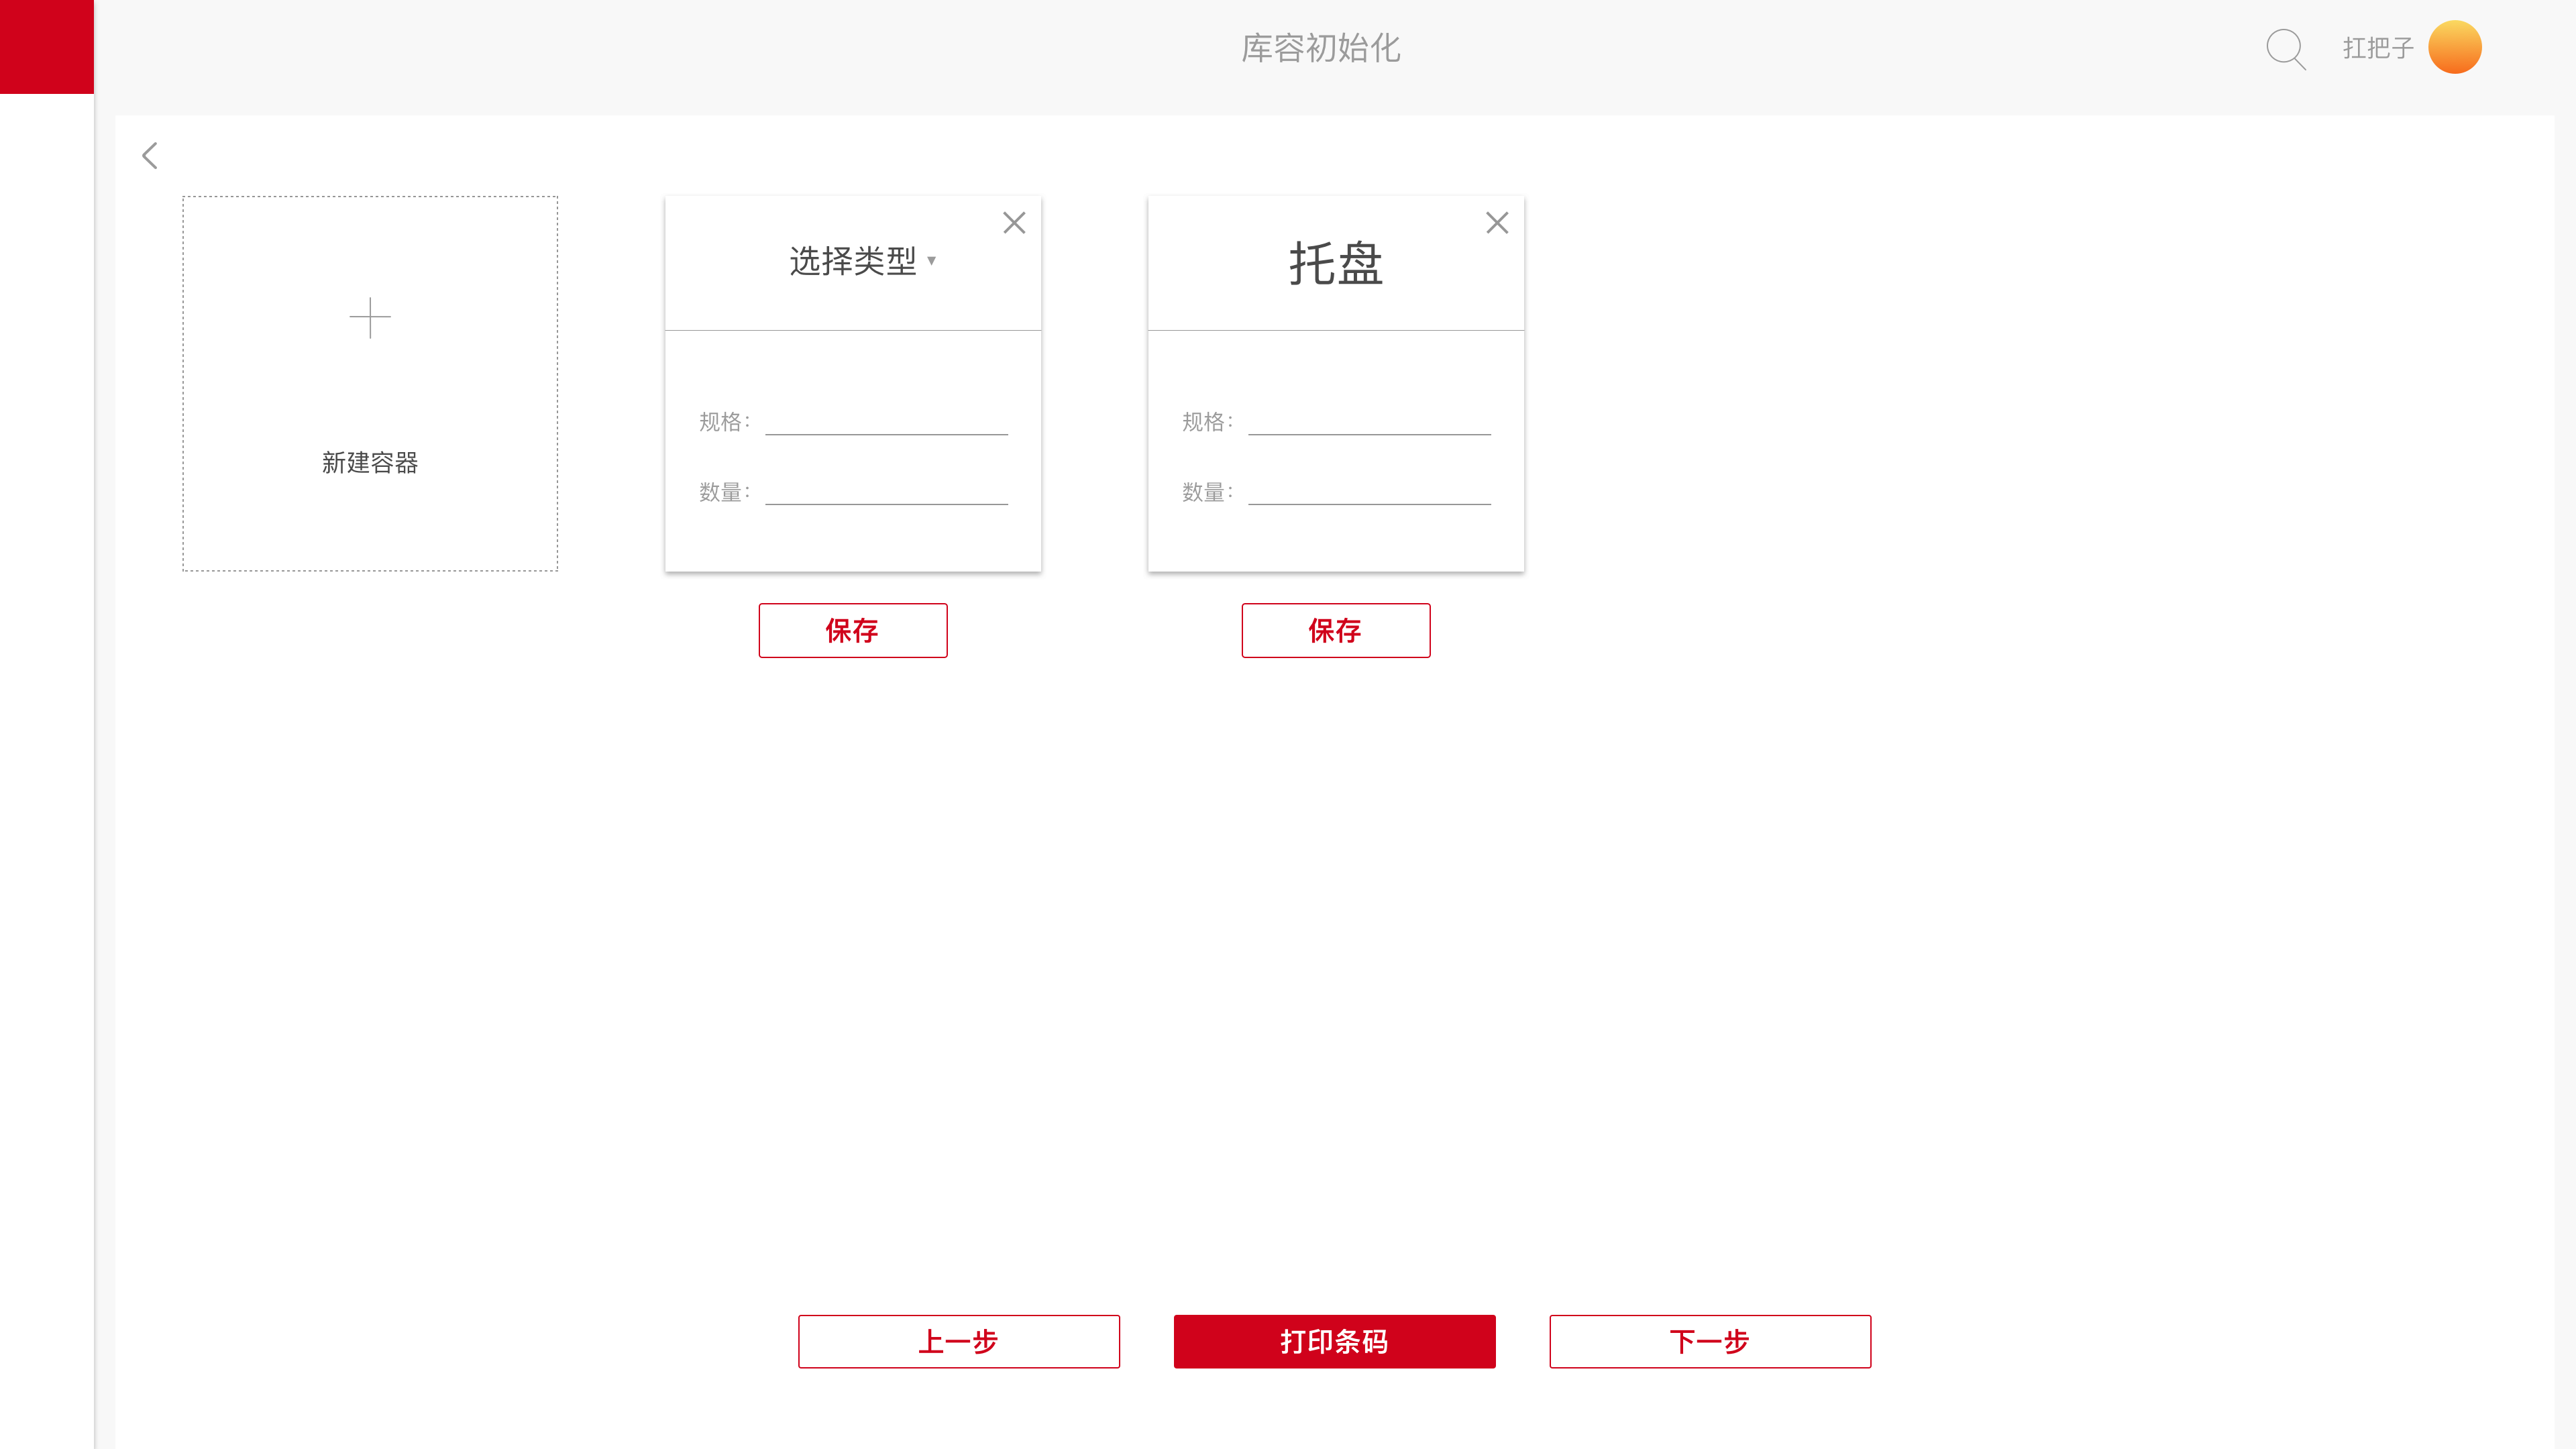 库容初始化
扛把子
新建容器
选择类型
规格：
数量：
保存
托盘
规格：
数量：
保存
上一步
打印条码
下一步